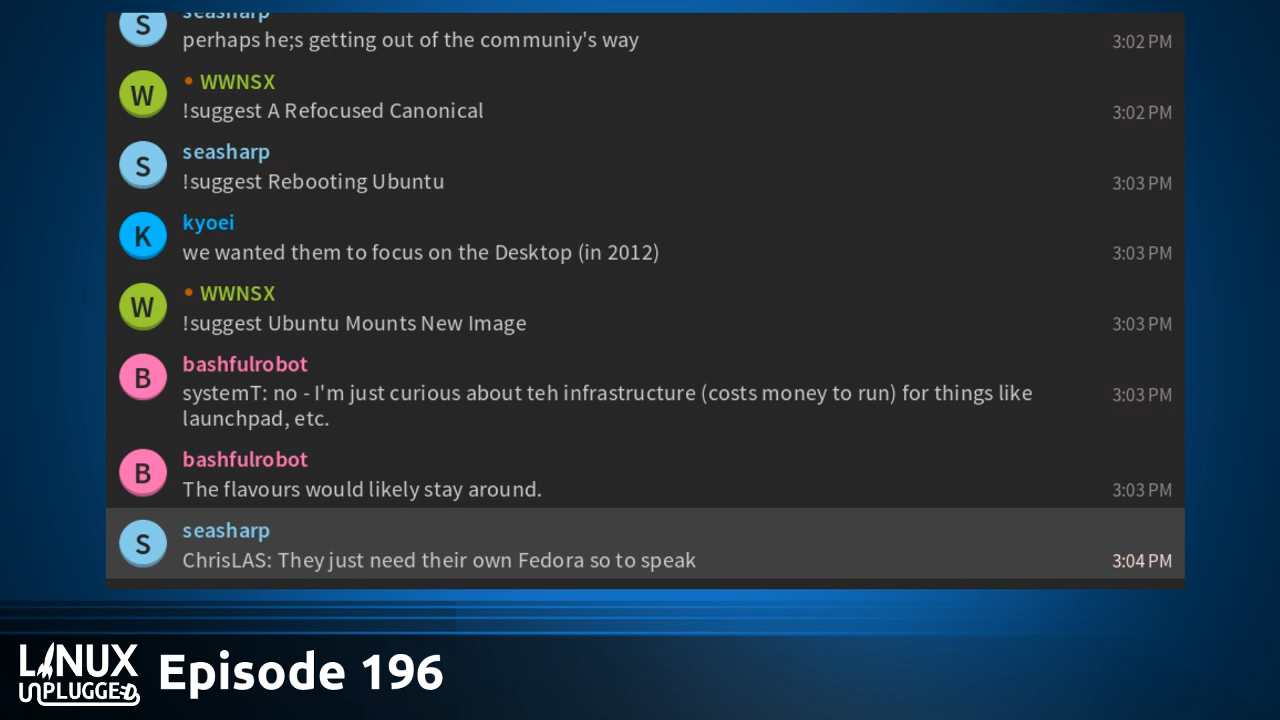 S
seasharp
perhaps he;s getting out of the communiy's way
3:02 PM
W
• WWNSX
!suggest A Refocused Canonical
3:02 PM
S
seasharp
!suggest Rebooting Ubuntu
3:03 PM
K
kyoei
we wanted them to focus on the Desktop (in 2012)
3:03 PM
W
• WWNSX
!suggest Ubuntu Mounts New Image
3:03 PM
B
bashfulrobot
systemT: no - I'm just curious about teh infrastructure (costs money to run) for things like
launchpad, etc.
3:03 PM
B
bashfulrobot
The flavours would likely stay around.
3:03 PM
S
seasharp
ChrisLAS: They just need their own Fedora so to speak
3:04 PM
LINUX
UNPLUGGED
Episode 196